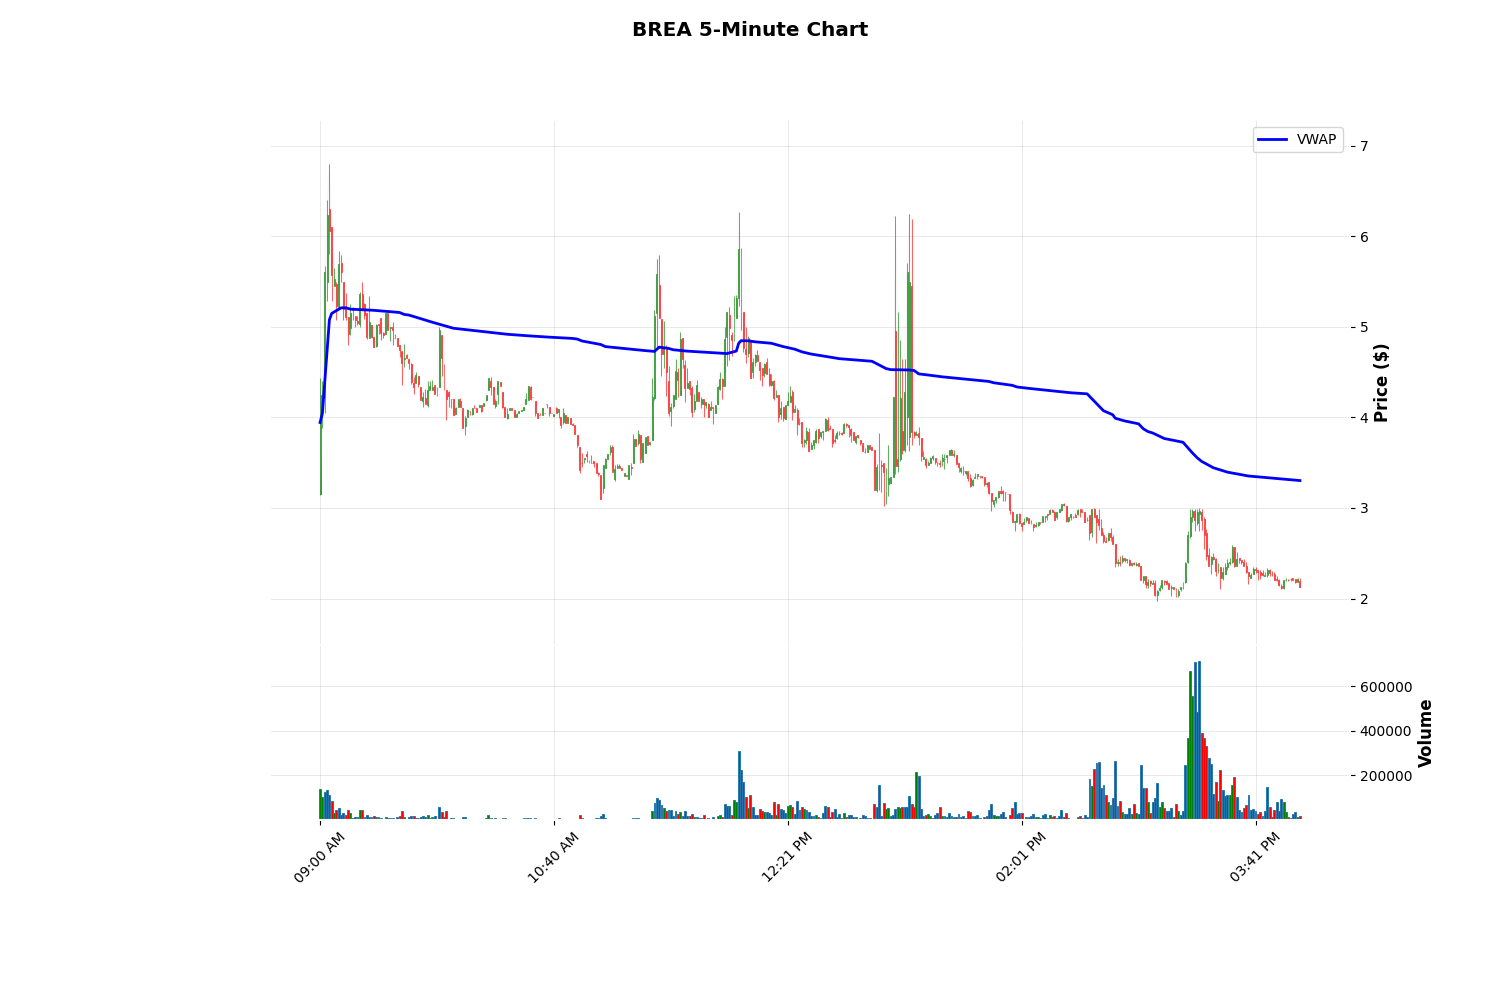 BREA 5-Minute Chart
VWAP
7
6
5
4
3
2
Price ($)
600000
400000
200000
Volume
09:00 AM
10:40 AM
12:21 PM
02:01 PM
03:41 PM